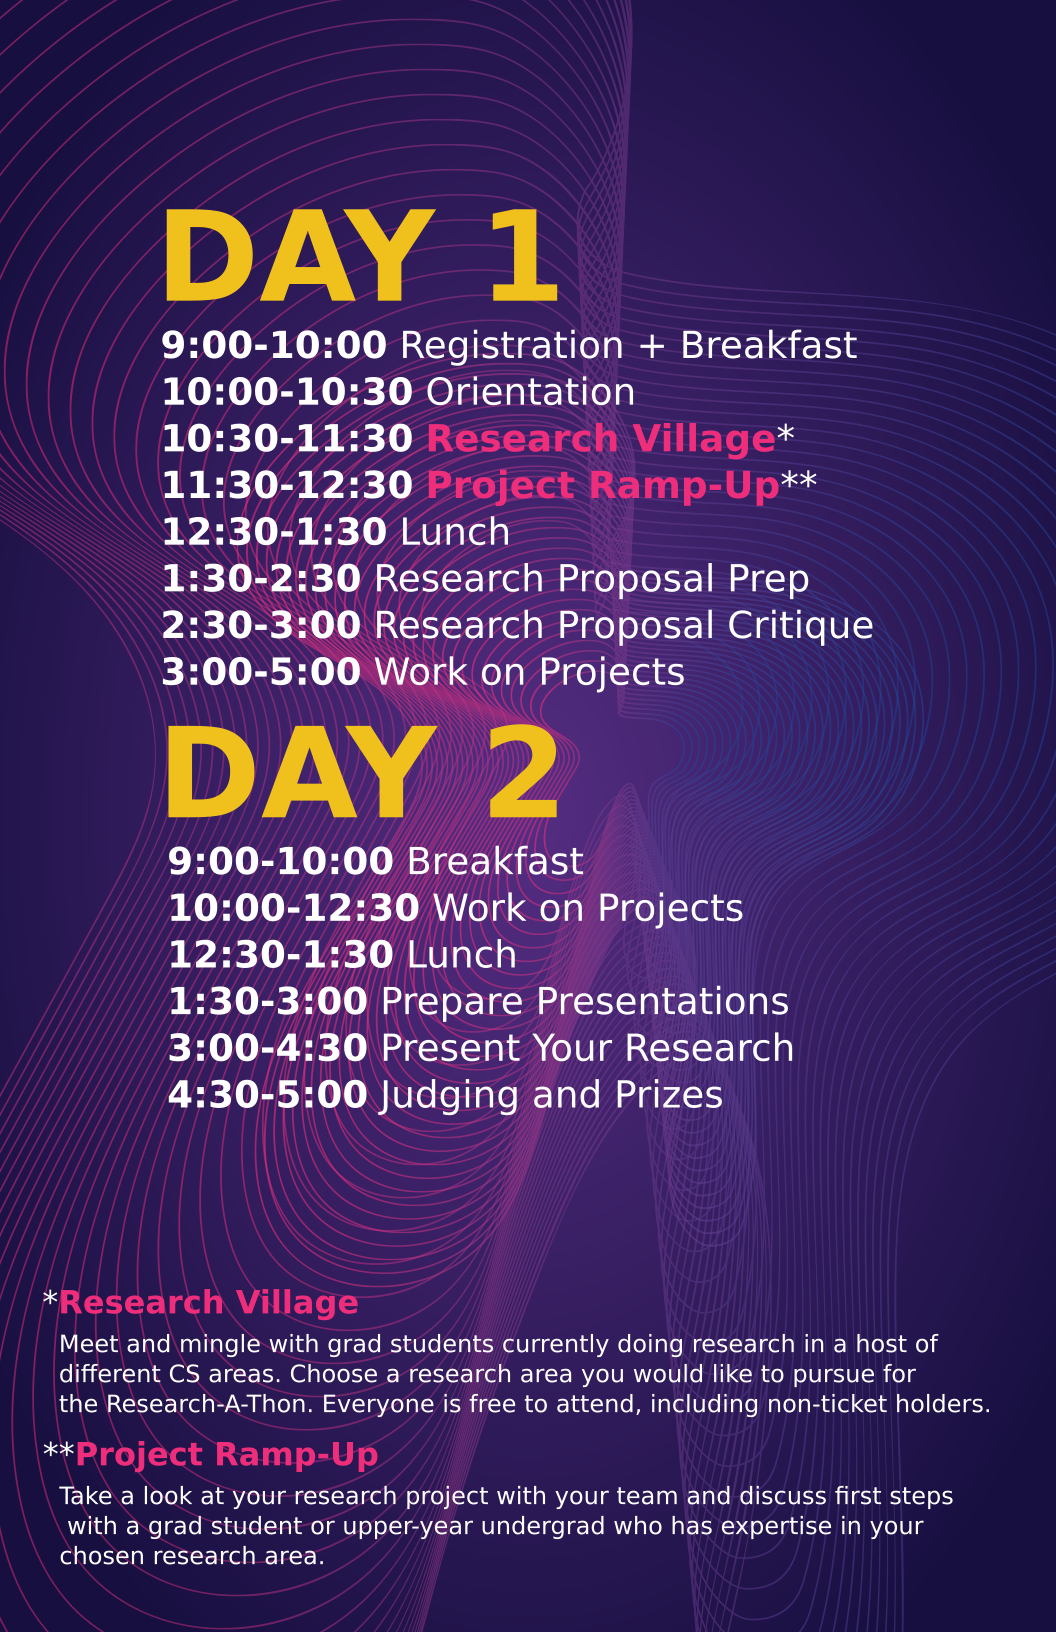 DAY 1
9:00-10:00 Registration + Breakfast
10:00-10:30 Orientation
10:30-11:30 Research Village*
11:30-12:30 Project Ramp-Up**
12:30-1:30 Lunch
1:30-2:30 Research Proposal Prep
2:30-3:00 Research Proposal Critique
3:00-5:00 Work on Projects
DAY 2
9:00-10:00 Breakfast
10:00-12:30 Work on Projects
12:30-1:30 Lunch
1:30-3:00 Prepare Presentations
3:00-4:30 Present Your Research
4:30-5:00 Judging and Prizes
*Research Village
Meet and mingle with grad students currently doing research in a host of
different CS areas. Choose a research area you would like to pursue for
the Research-A-Thon. Everyone is free to attend, including non-ticket holders.
**Project Ramp-Up
Take a look at your research project with your team and discuss first steps
with a grad student or upper-year undergrad who has expertise in your
chosen research area.